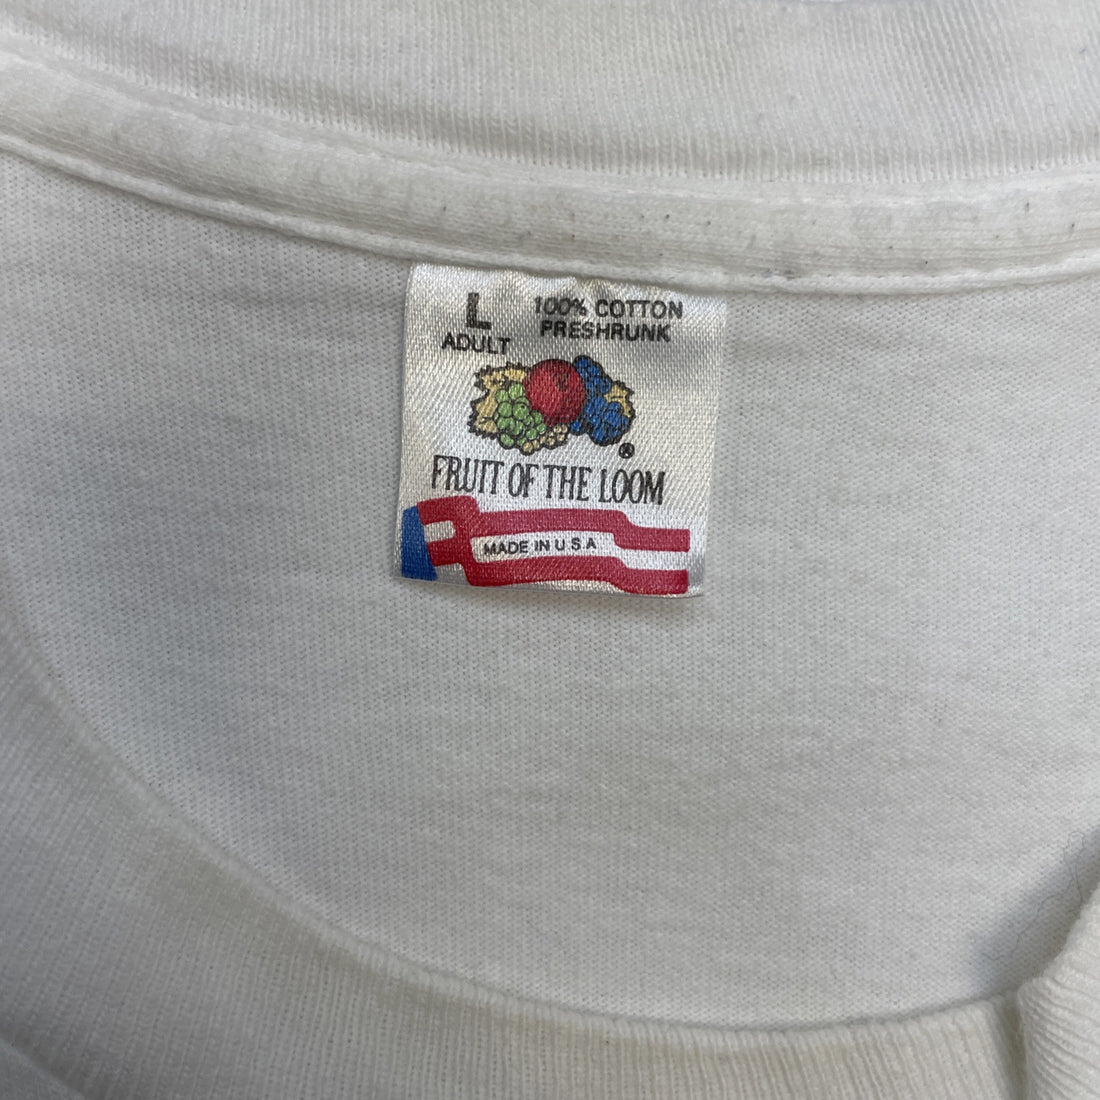 L 100% COTTON
ADULT PRESHRUNK
®
FRUIT OF THE LOOM
MADE IN U.S.A